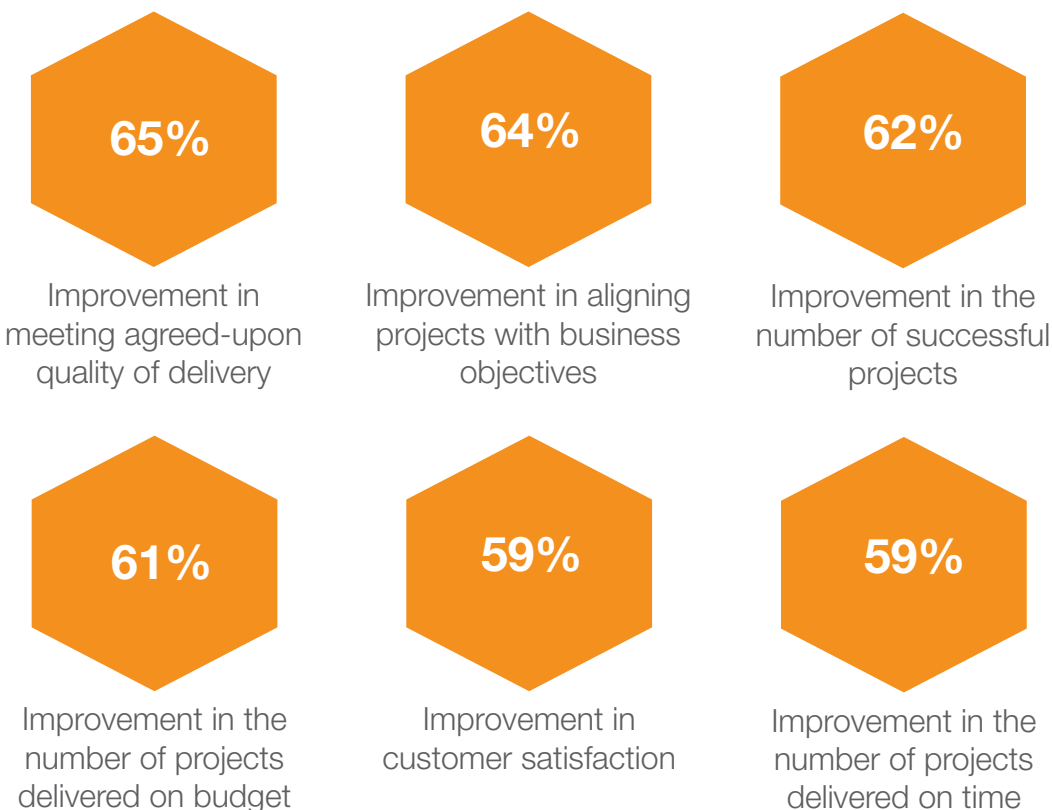 65%
Improvement in
meeting agreed-upon
quality of delivery
64%
Improvement in aligning
projects with business
objectives
62%
Improvement in the
number of successful
projects
61%
Improvement in the
number of projects
delivered on budget
59%
Improvement in
customer satisfaction
59%
Improvement in the
number of projects
delivered on time